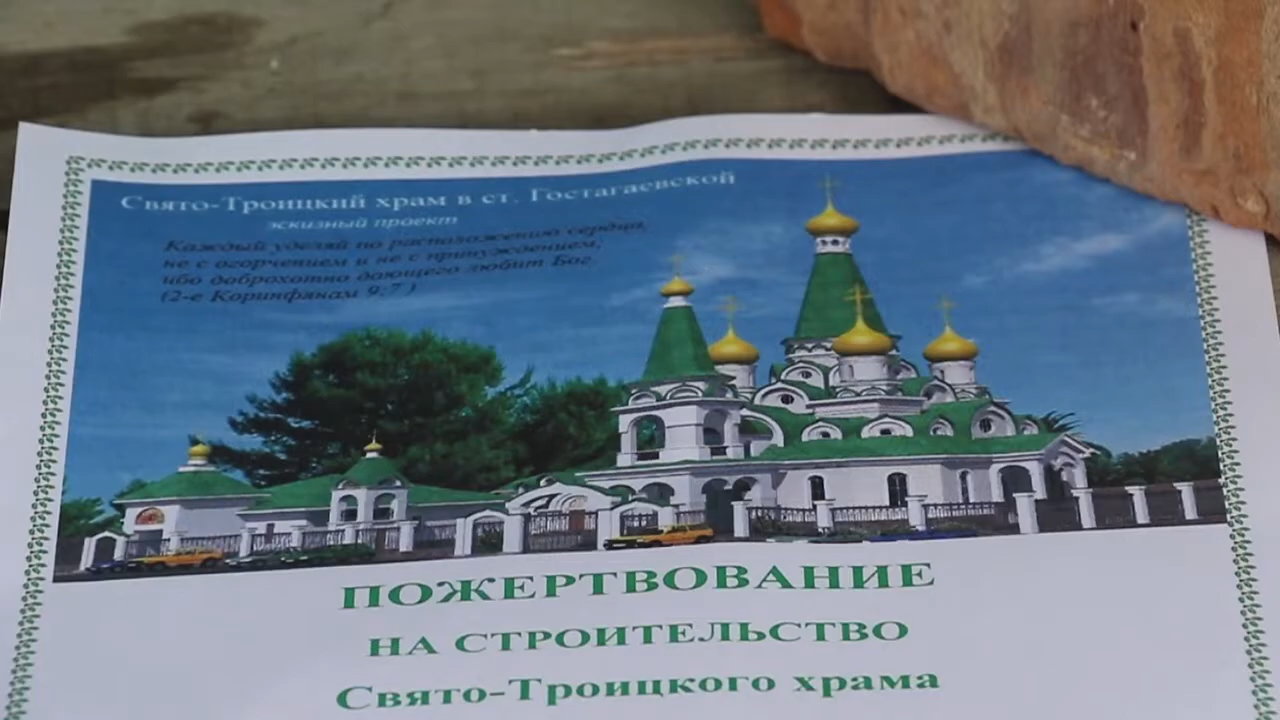 Свято-Троицкий храм в ст. Гостагаевской
эскизный проект
Каждый уделяй по расположению сердца,
не с огорчением и не с принуждением;
ибо доброхотно дающего любит Бог.
(2-е Коринфянам 9:7)
ПОЖЕРТВОВАНИЕ
НА СТРОИТЕЛЬСТВО
Свято-Троицкого храма